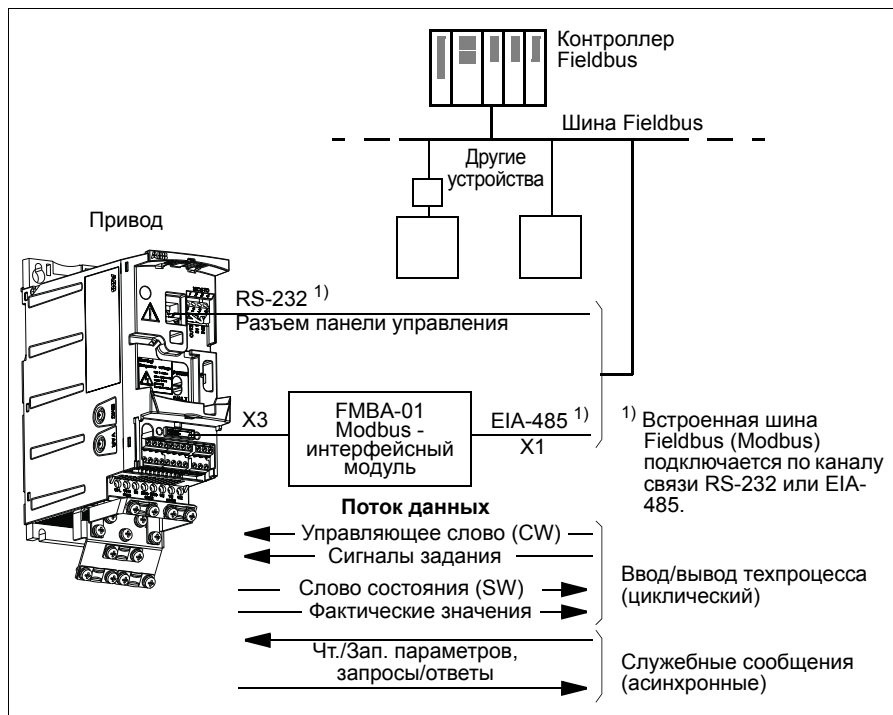 Контроллер
Fieldbus
Шина Fieldbus
Другие
устройства
Привод
RS-232 1)
Разъем панели управления
X3
FMBA-01
Modbus -
интерфейсный
модуль
EIA-485 1)
X1
1) Встроенная шина
Fieldbus (Modbus)
подключается по каналу
связи RS-232 или EIA-
485.
Поток данных
Управляющее слово (CW)
Сигналы задания
Слово состояния (SW)
Фактические значения
Ввод/вывод техпроцесса
(циклический)
Чт./Зап. параметров,
запросы/ответы
Служебные сообщения
(асинхронные)